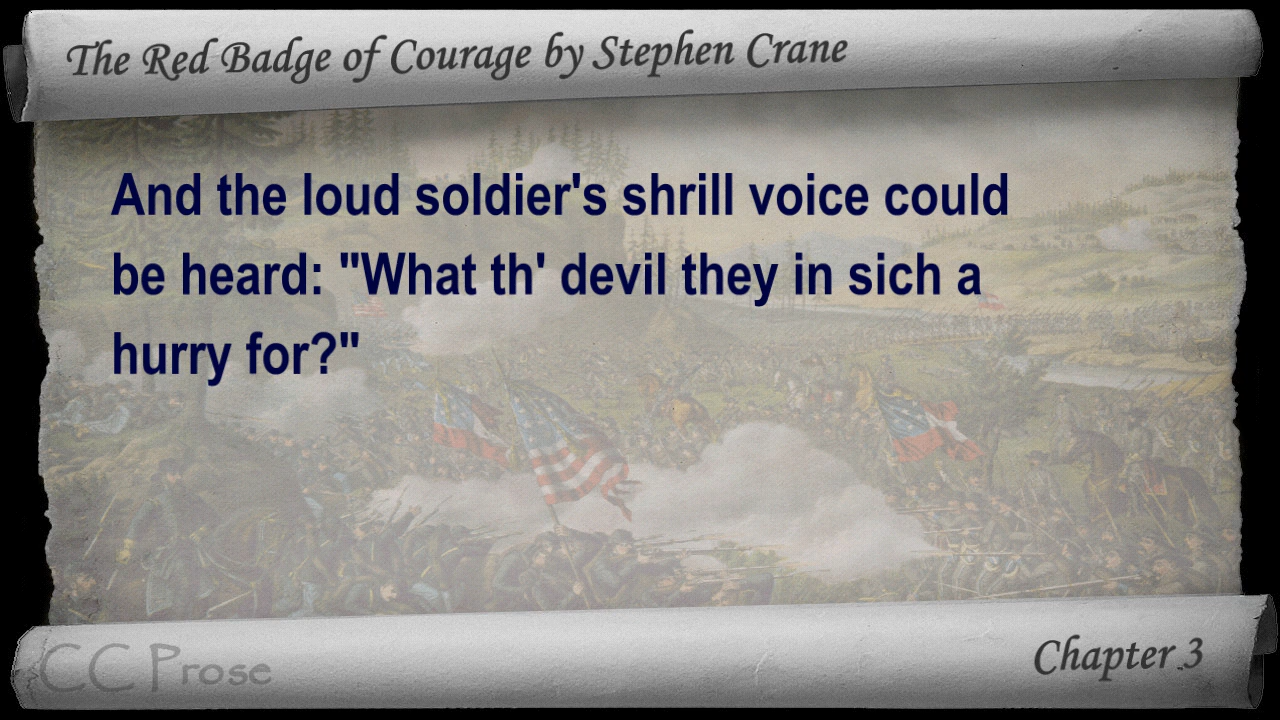 The Red Badge of Courage by Stephen Crane
And the loud soldier's shrill voice could
be heard: "What th' devil they in sich a
hurry for?"
CC Prose
Chapter 3